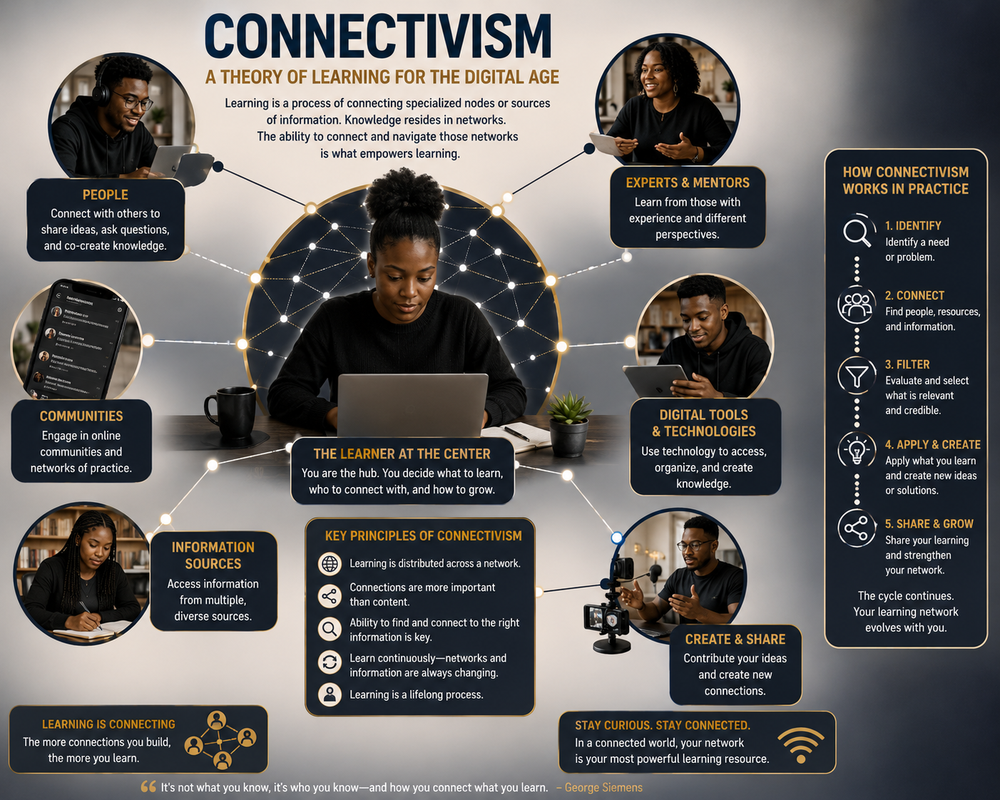 CONNECTIVISM
A THEORY OF LEARNING FOR THE DIGITAL AGE
Learning is a process of connecting specialized nodes or sources
of information. Knowledge resides in networks.
The ability to connect and navigate those networks
is what empowers learning.
PEOPLE
Connect with others to
share ideas, ask questions,
and co-create knowledge.
EXPERTS & MENTORS
Learn from those with
experience and different
perspectives.
COMMUNITIES
Engage in online
communities and
networks of practice.
DIGITAL TOOLS
& TECHNOLOGIES
Use technology to access,
organize, and create
knowledge.
THE LEARNER AT THE CENTER
You are the hub. You decide what to learn,
who to connect with, and how to grow.
INFORMATION
SOURCES
Access information
from multiple,
diverse sources.
KEY PRINCIPLES OF CONNECTIVISM
Learning is distributed across a network.
Connections are more important
than content.
Ability to find and connect to the right
information is key.
Learn continuously—networks and
information are always changing.
Learning is a lifelong process.
CREATE & SHARE
Contribute your ideas
and create new
connections.
HOW CONNECTIVISM
WORKS IN PRACTICE
1. IDENTIFY
Identify a need
or problem.
2. CONNECT
Find people, resources,
and information.
3. FILTER
Evaluate and select
what is relevant
and credible.
4. APPLY & CREATE
Apply what you learn
and create new ideas
or solutions.
5. SHARE & GROW
Share your learning
and strengthen
your network.
The cycle continues.
Your learning network
evolves with you.
LEARNING IS CONNECTING
The more connections you build,
the more you learn.
STAY CURIOUS. STAY CONNECTED.
In a connected world, your network
is your most powerful learning resource.
“ It's not what you know, it's who you know—and how you connect what you learn. – George Siemens